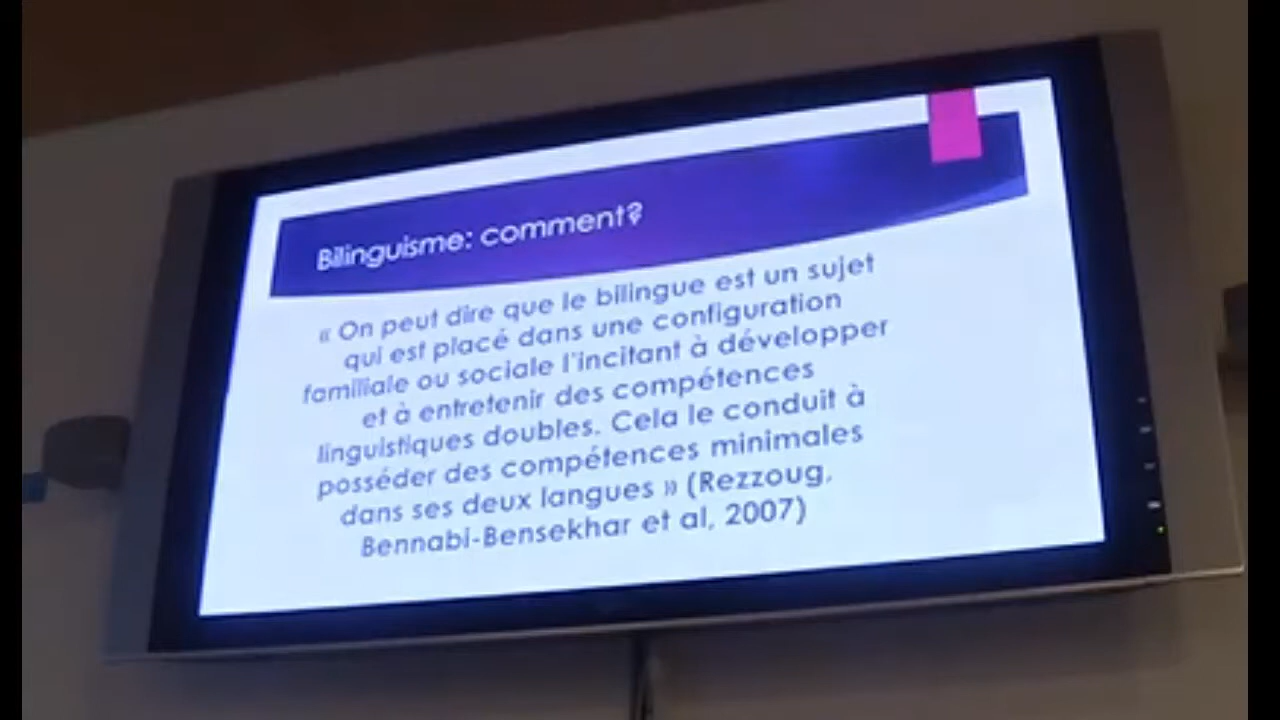 Bilinguisme: comment?
« On peut dire que le bilingue est un sujet
qui est placé dans une configuration
familiale ou sociale l'incitant à développer
et à entretenir des compétences
linguistiques doubles. Cela le conduit à
posséder des compétences minimales
dans ses deux langues » (Rezzoug,
Bennabi-Bensekhar et al, 2007)